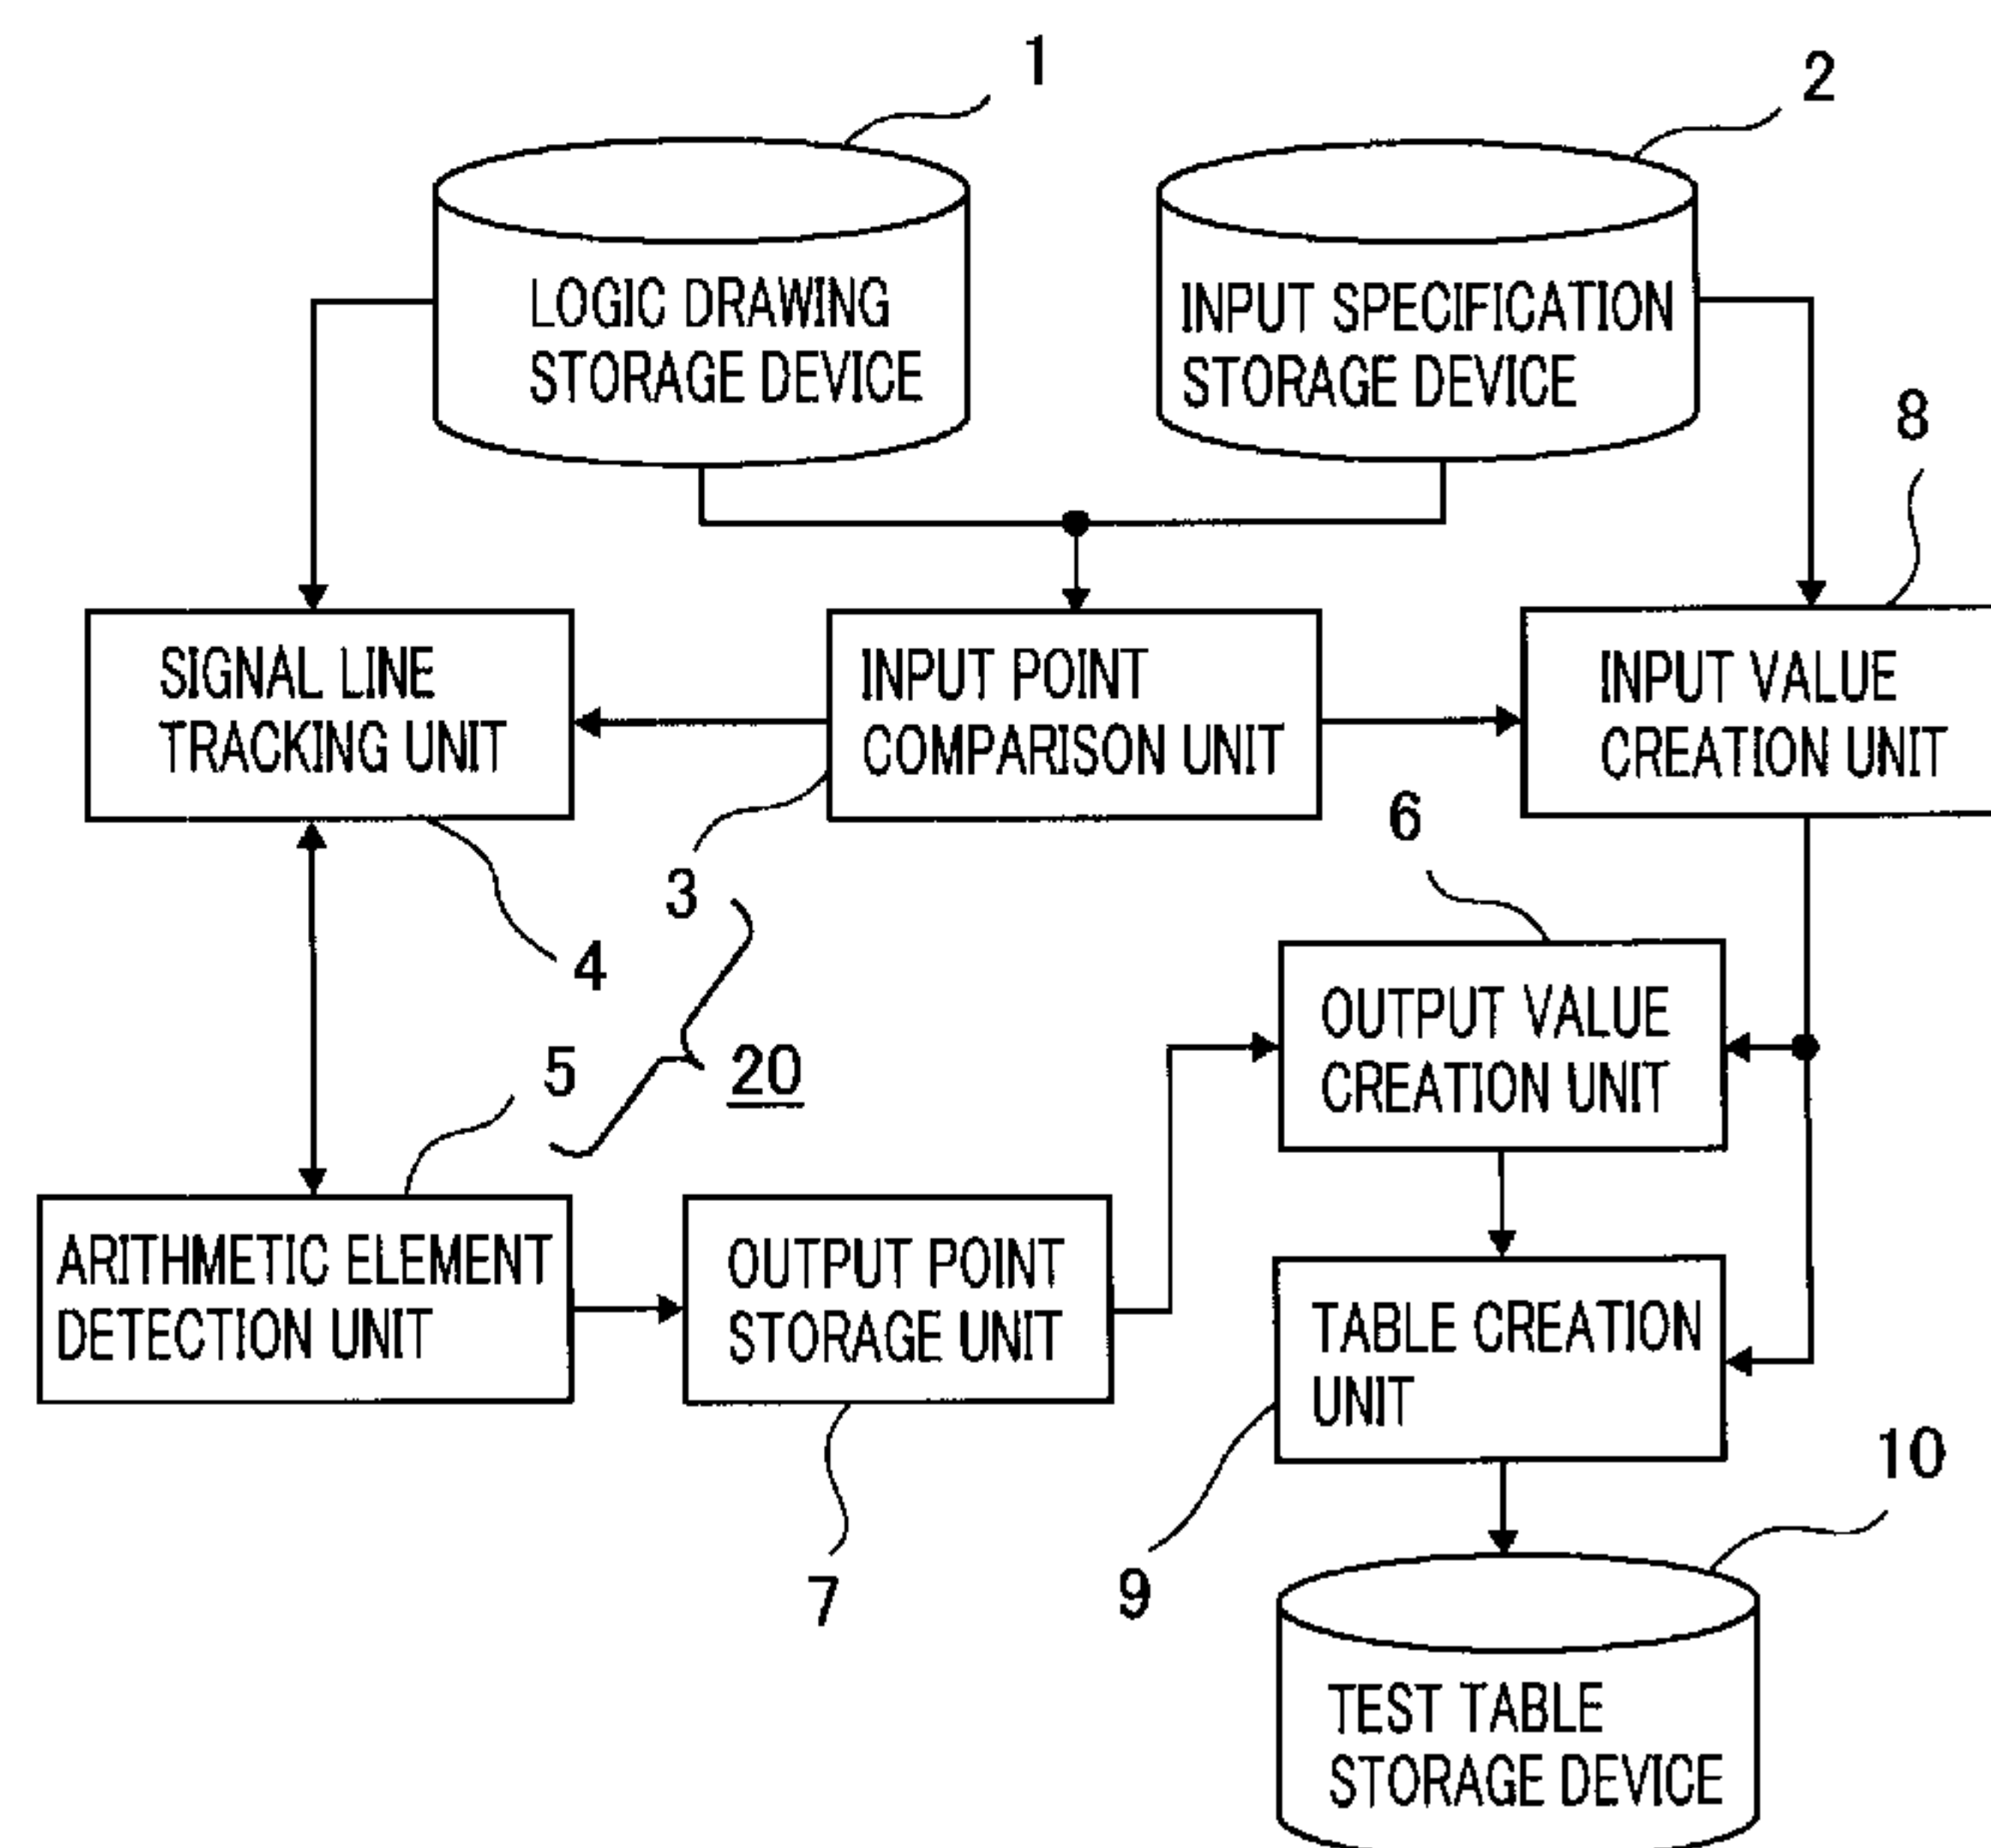 1
2
LOGIC DRAWING
STORAGE DEVICE
INPUT SPECIFICATION
STORAGE DEVICE
8
SIGNAL LINE
TRACKING UNIT
INPUT POINT
COMPARISON UNIT
INPUT VALUE
CREATION UNIT
3
6
4
OUTPUT VALUE
CREATION UNIT
5
20
ARITHMETIC ELEMENT
DETECTION UNIT
OUTPUT POINT
STORAGE UNIT
TABLE CREATION
UNIT
7
9
10
TEST TABLE
STORAGE DEVICE